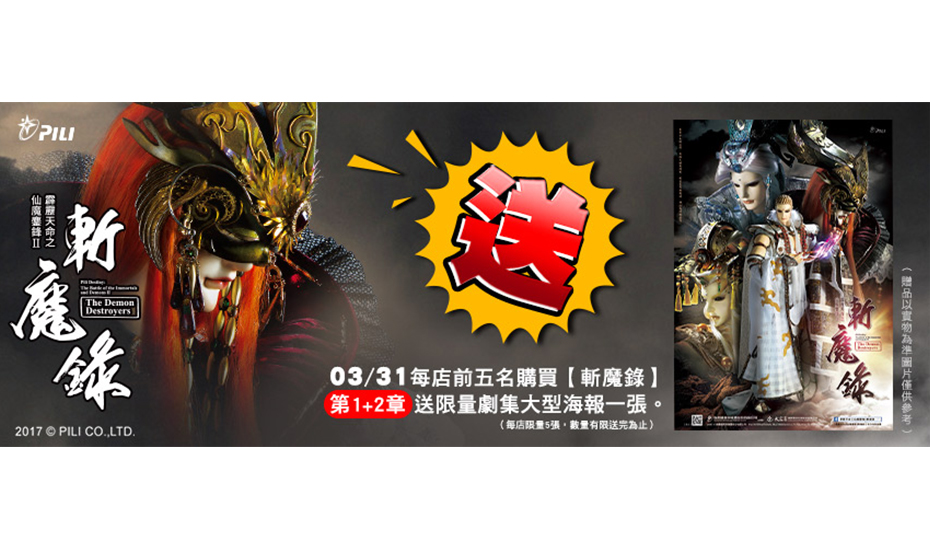 PILI
霹靂天命之
仙魔鏖鋒II
斬魔錄
Pili Destiny:
The Battle of the Immortals
and Demons II
The Demon
Destroyers
2017 © PILI CO.,LTD.
送
03/31每店前五名購買【斬魔錄】
第1+2章 送限量劇集大型海報一張。
(每店限量5張,數量有限送完為止)
PILI
斬魔錄
The Demon
Destroyers
(贈品以實物為準圖片僅供參考)